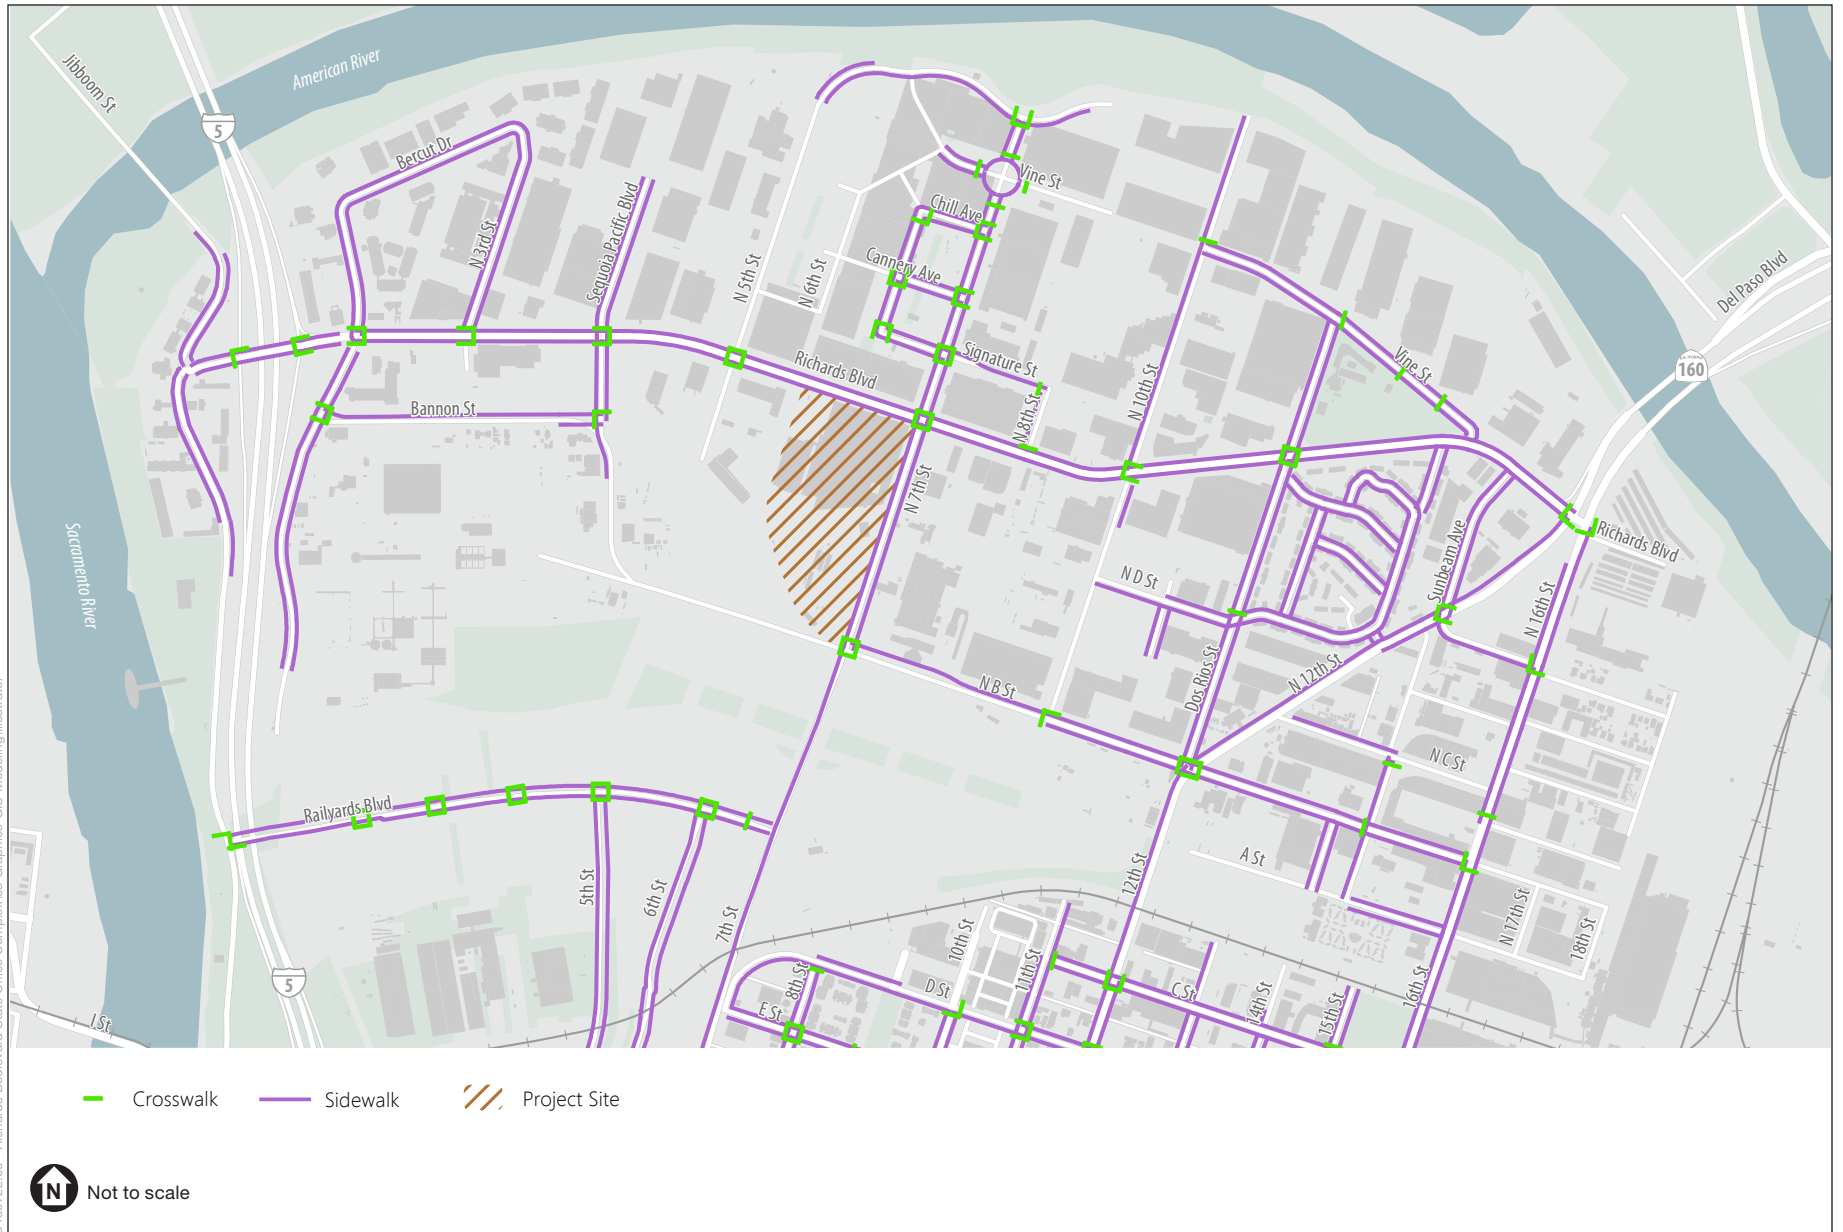 Jibboom St
American River
5
Bercut Dr
N 3rd St
Sequoia Pacific Blvd
N 5th St
N 6th St
Vine St
Chill Ave
Cannery Ave
Signature St
Richards Blvd
N 8th St
N 10th St
Vine St
Del Paso Blvd
CALIFORNIA
160
Bannon St
N 7th St
Sacramento River
N D St
Sunbeam Ave
Richards Blvd
N 16th St
Dos Rios St
N 12th St
N B St
N C St
Railyards Blvd
5th St
6th St
7th St
12th St
A St
N 17th St
18th St
10th St
11th St
8th St
D St
E St
C St
14th St
15th St
16th St
5
I St
Crosswalk
Sidewalk
Project Site
N
Not to scale